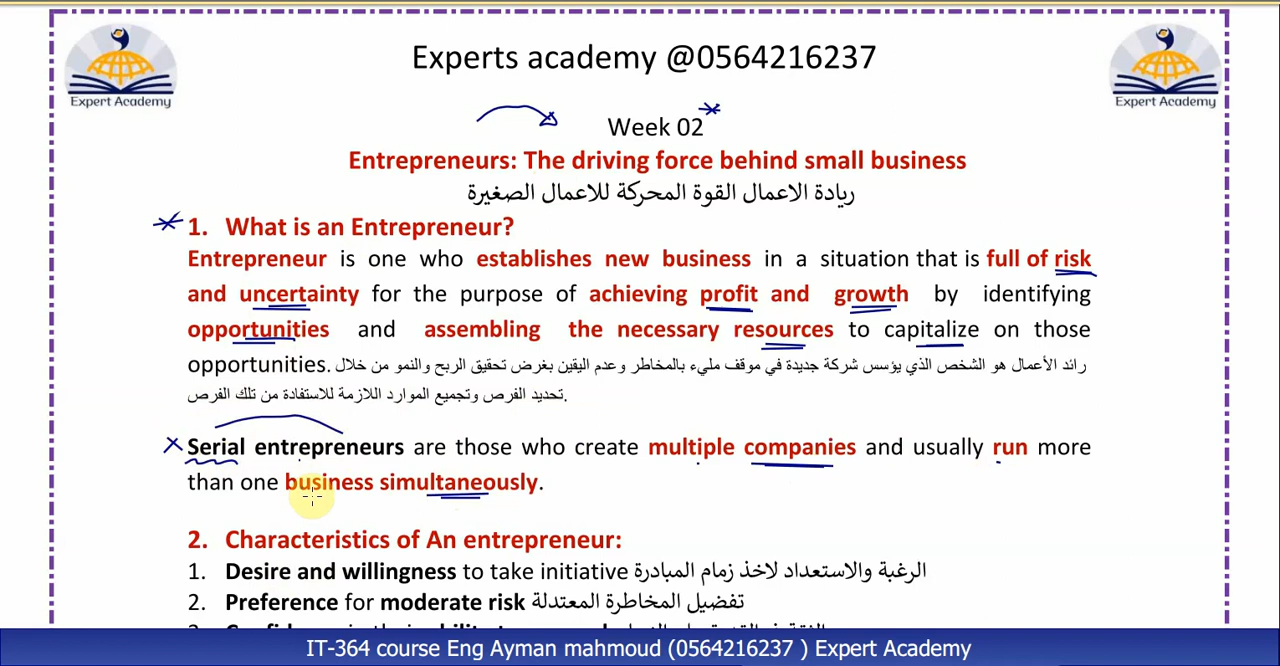 Expert Academy
Experts academy @0564216237
Expert Academy
Week 02
Entrepreneurs: The driving force behind small business
ريادة الاعمال القوة المحركة للاعمال الصغيرة
1. What is an Entrepreneur?
Entrepreneur is one who establishes new business in a situation that is full of risk
and uncertainty for the purpose of achieving profit and growth by identifying
opportunities and assembling the necessary resources to capitalize on those
opportunities. رائد الأعمال هو الشخص الذي يؤسس شركة جديدة في موقف مليء بالمخاطر وعدم اليقين بغرض تحقيق الربح والنمو من خلال
تحديد الفرص وتجميع الموارد اللازمة للاستفادة من تلك الفرص.
Serial entrepreneurs are those who create multiple companies and usually run more
than one business simultaneously.
2. Characteristics of An entrepreneur:
1. Desire and willingness to take initiative الرغبة والاستعداد لاخذ زمام المبادرة
2. Preference for moderate risk تفضيل المخاطرة المعتدلة
IT-364 course Eng Ayman mahmoud (0564216237 ) Expert Academy